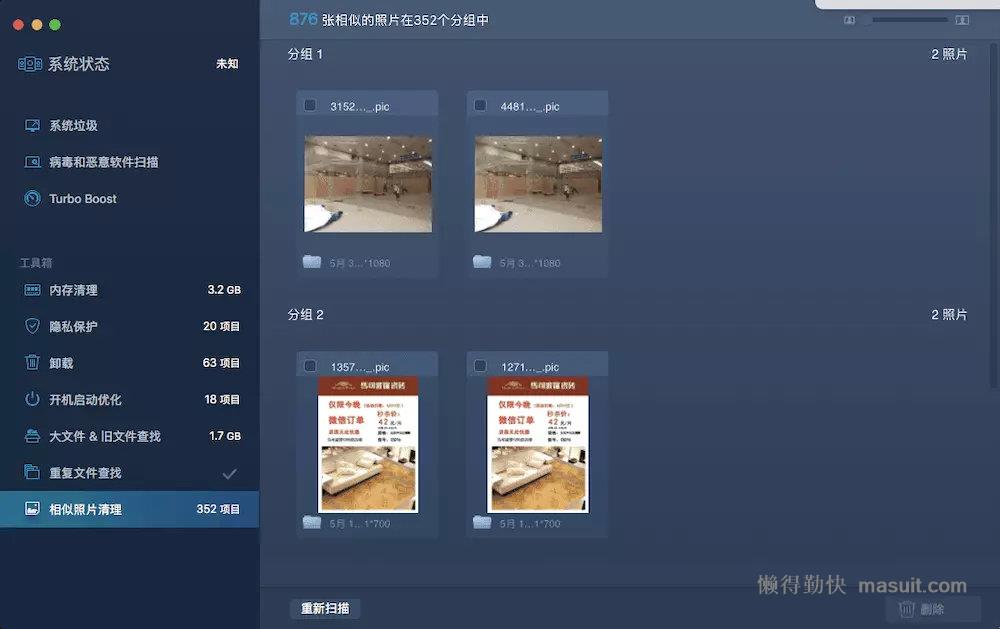 876 张相似的照片在352个分组中
系统状态 未知
系统垃圾
病毒和恶意软件扫描
Turbo Boost
工具箱
内存清理 3.2 GB
隐私保护 20 项目
卸载 63 项目
开机启动优化 18 项目
大文件 & 旧文件查找 1.7 GB
重复文件查找
相似照片清理 352 项目
分组 1 2 照片
3152..._.pic
4481..._.pic
5月 3...*1080
5月 3...*1080
分组 2 2 照片
1357..._.pic
1271..._.pic
仅限今晚
微信订单
秒杀价:
42元/片
仅限今晚
微信订单
秒杀价:
42元/片
5月 1...1*700
5月 1...1*700
重新扫描
删除
懒得勤快 masuit.com